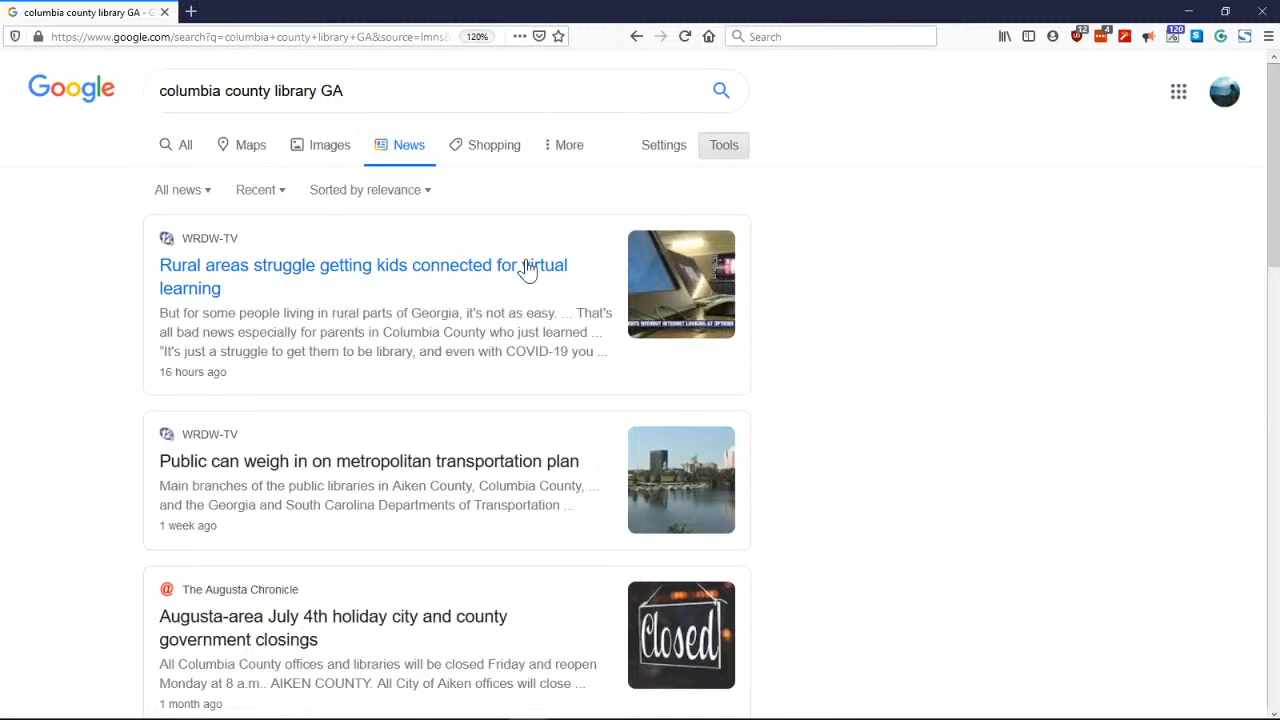 columbia county library GA - G
https://www.google.com/search?q=columbia+county+library+GA&source=lmns&
120%
Search
12
4
120
Google
columbia county library GA
All
Maps
Images
News
Shopping
More
Settings
Tools
All news
Recent
Sorted by relevance
WRDW-TV
Rural areas struggle getting kids connected for virtual
learning
But for some people living in rural parts of Georgia, it's not as easy. ... That's
all bad news especially for parents in Columbia County who just learned ...
“It's just a struggle to get them to be library, and even with COVID-19 you ...
16 hours ago
WRDW-TV
Public can weigh in on metropolitan transportation plan
Main branches of the public libraries in Aiken County, Columbia County, ...
and the Georgia and South Carolina Departments of Transportation ...
1 week ago
The Augusta Chronicle
Augusta-area July 4th holiday city and county
government closings
All Columbia County offices and libraries will be closed Friday and reopen
Monday at 8 a.m.. AIKEN COUNTY. All City of Aiken offices will close ...
1 month ago
Closed